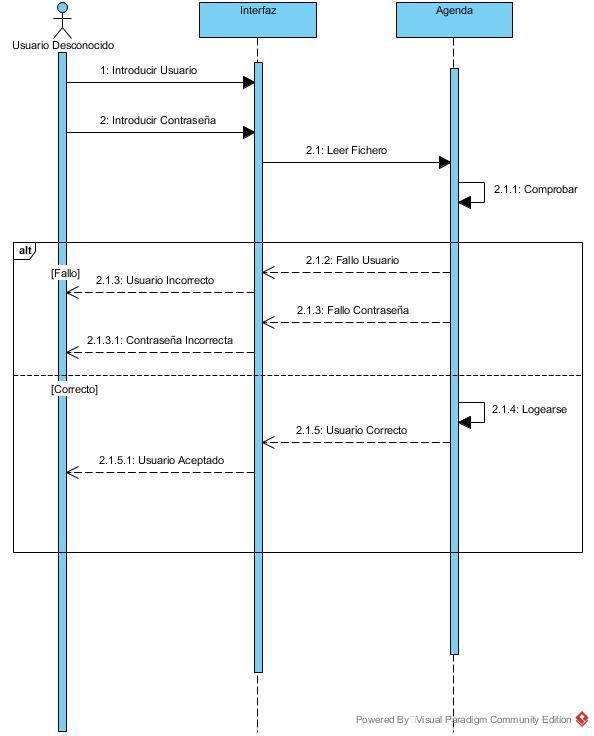 Interfaz
Agenda
Usuario Desconocido
1: Introducir Usuario
2: Introducir Contraseña
2.1: Leer Fichero
2.1.1: Comprobar
alt
2.1.2: Fallo Usuario
[Fallo]
2.1.3: Usuario Incorrecto
2.1.3: Fallo Contraseña
2.1.3.1: Contraseña Incorrecta
[Correcto]
2.1.4: Logearse
2.1.5: Usuario Correcto
2.1.5.1: Usuario Aceptado
Powered By Visual Paradigm Community Edition